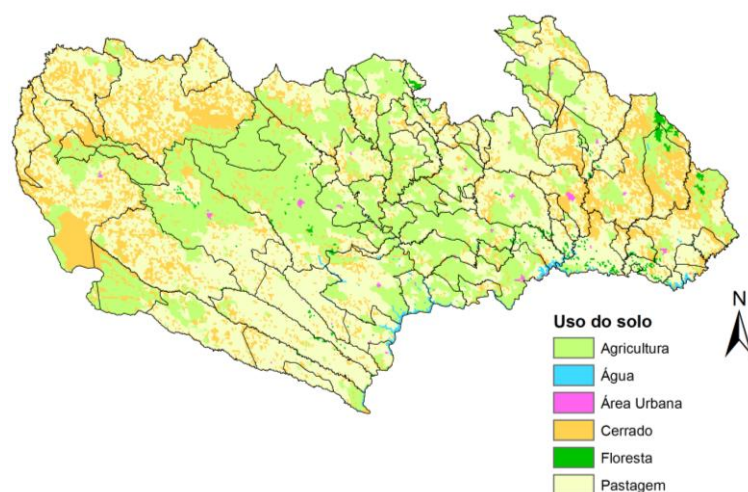 N
Uso do solo
Agricultura
Água
Área Urbana
Cerrado
Floresta
Pastagem